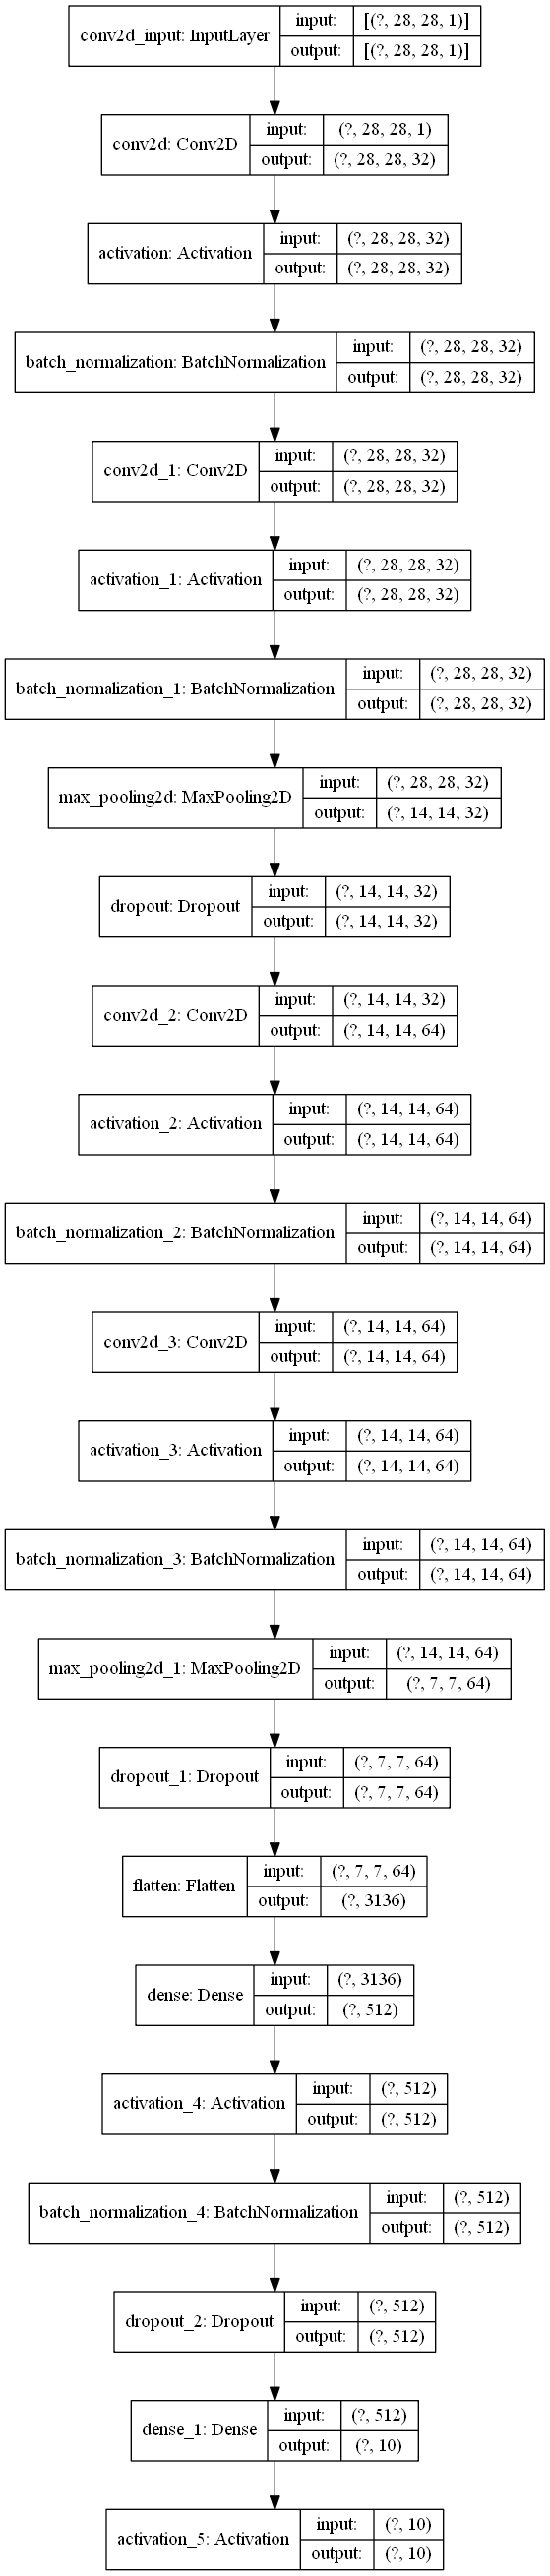 conv2d_input: InputLayer
input: [(?, 28, 28, 1)]
output: [(?, 28, 28, 1)]
conv2d: Conv2D
input: (?, 28, 28, 1)
output: (?, 28, 28, 32)
activation: Activation
input: (?, 28, 28, 32)
output: (?, 28, 28, 32)
batch_normalization: BatchNormalization
input: (?, 28, 28, 32)
output: (?, 28, 28, 32)
conv2d_1: Conv2D
input: (?, 28, 28, 32)
output: (?, 28, 28, 32)
activation_1: Activation
input: (?, 28, 28, 32)
output: (?, 28, 28, 32)
batch_normalization_1: BatchNormalization
input: (?, 28, 28, 32)
output: (?, 28, 28, 32)
max_pooling2d: MaxPooling2D
input: (?, 28, 28, 32)
output: (?, 14, 14, 32)
dropout: Dropout
input: (?, 14, 14, 32)
output: (?, 14, 14, 32)
conv2d_2: Conv2D
input: (?, 14, 14, 32)
output: (?, 14, 14, 64)
activation_2: Activation
input: (?, 14, 14, 64)
output: (?, 14, 14, 64)
batch_normalization_2: BatchNormalization
input: (?, 14, 14, 64)
output: (?, 14, 14, 64)
conv2d_3: Conv2D
input: (?, 14, 14, 64)
output: (?, 14, 14, 64)
activation_3: Activation
input: (?, 14, 14, 64)
output: (?, 14, 14, 64)
batch_normalization_3: BatchNormalization
input: (?, 14, 14, 64)
output: (?, 14, 14, 64)
max_pooling2d_1: MaxPooling2D
input: (?, 14, 14, 64)
output: (?, 7, 7, 64)
dropout_1: Dropout
input: (?, 7, 7, 64)
output: (?, 7, 7, 64)
flatten: Flatten
input: (?, 7, 7, 64)
output: (?, 3136)
dense: Dense
input: (?, 3136)
output: (?, 512)
activation_4: Activation
input: (?, 512)
output: (?, 512)
batch_normalization_4: BatchNormalization
input: (?, 512)
output: (?, 512)
dropout_2: Dropout
input: (?, 512)
output: (?, 512)
dense_1: Dense
input: (?, 512)
output: (?, 10)
activation_5: Activation
input: (?, 10)
output: (?, 10)